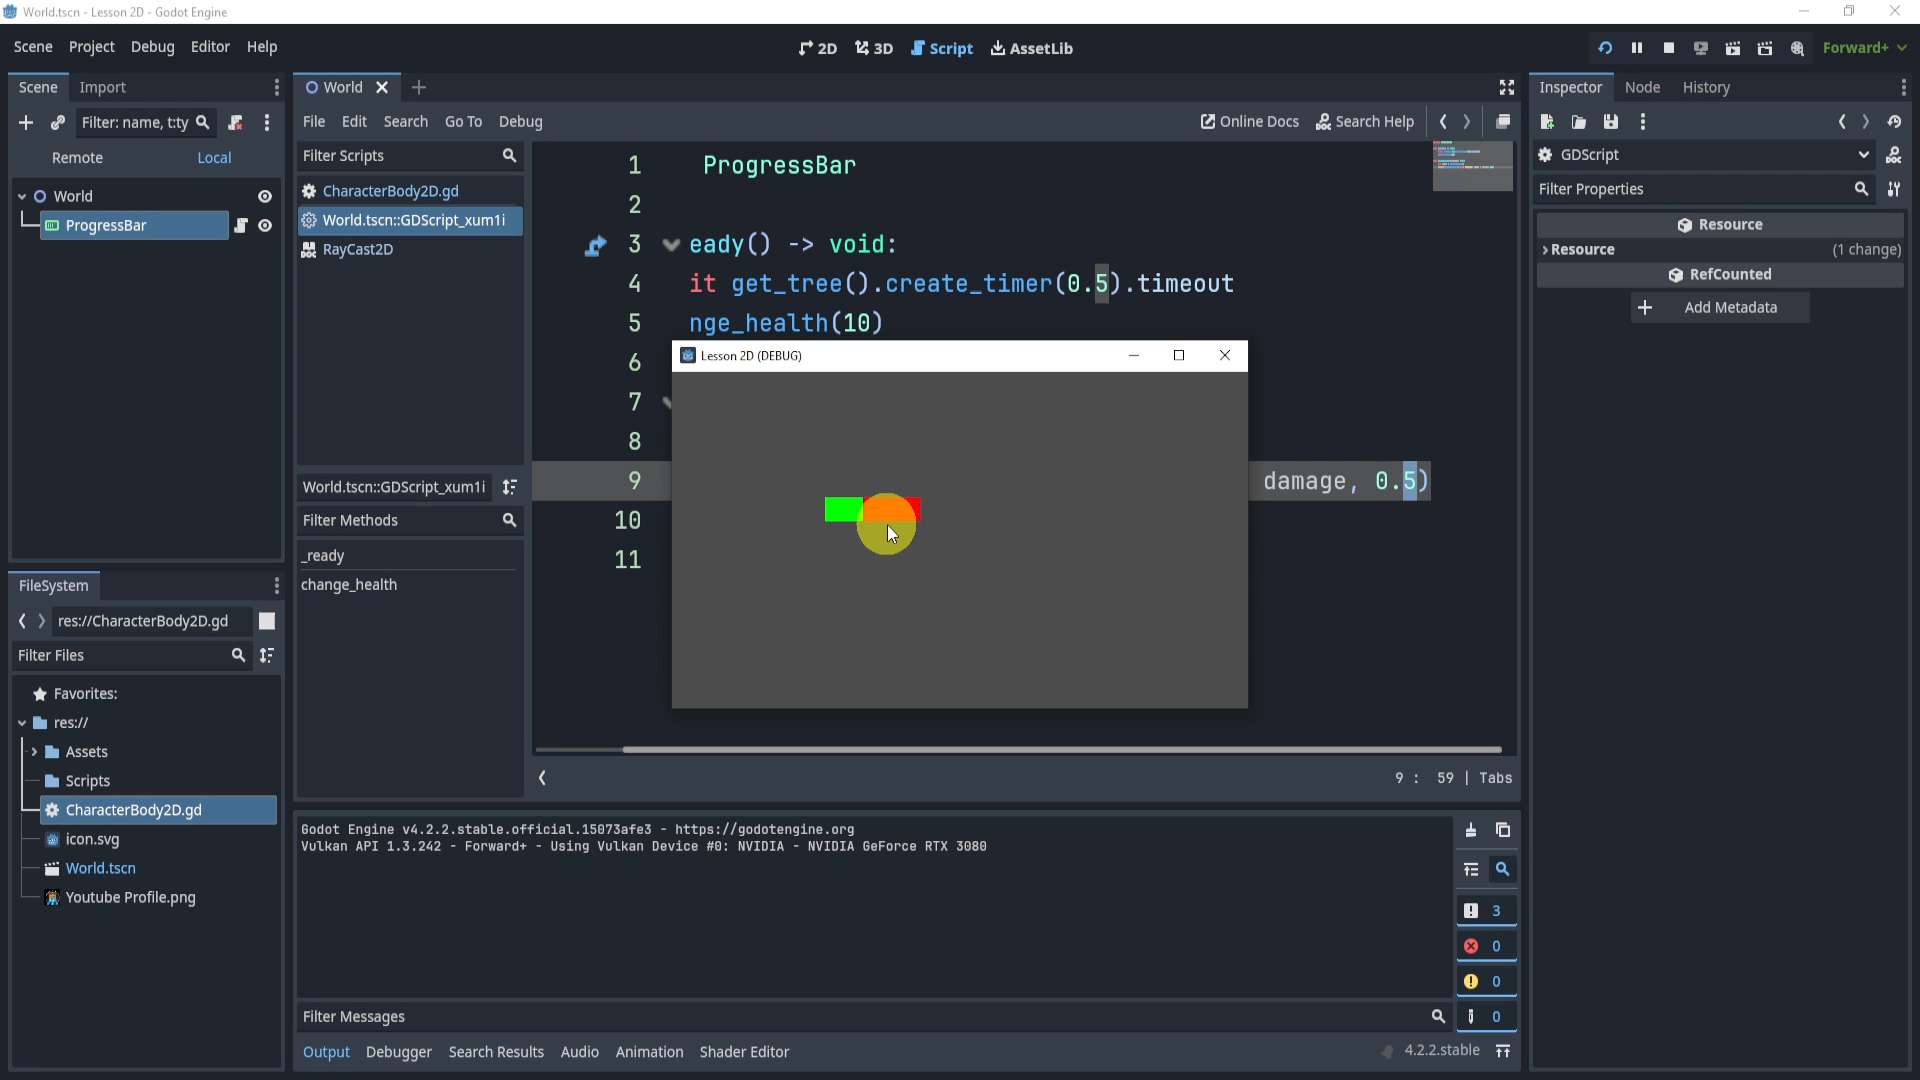 World.tscn - Lesson 2D - Godot Engine
Scene Project Debug Editor Help
2D 3D Script AssetLib
Forward+
Scene Import
Filter: name, t:ty
Remote Local
World
ProgressBar
World
File Edit Search Go To Debug
Online Docs Search Help
Filter Scripts
CharacterBody2D.gd
World.tscn::GDScript_xum1i
RayCast2D
World.tscn::GDScript_xum1i
Filter Methods
_ready
change_health
1 ProgressBar
2
3 eady() -> void:
4 it get_tree().create_timer(0.5).timeout
5 nge_health(10)
6
7
8
9 damage, 0.5)
10
11
Lesson 2D (DEBUG)
9 : 59 | Tabs
Inspector Node History
GDScript
Filter Properties
Resource
Resource (1 change)
RefCounted
Add Metadata
FileSystem
res://CharacterBody2D.gd
Filter Files
Favorites:
res://
Assets
Scripts
CharacterBody2D.gd
icon.svg
World.tscn
Youtube Profile.png
Godot Engine v4.2.2.stable.official.15073afe3 - https://godotengine.org
Vulkan API 1.3.242 - Forward+ - Using Vulkan Device #0: NVIDIA - NVIDIA GeForce RTX 3080
3
0
0
0
Filter Messages
Output Debugger Search Results Audio Animation Shader Editor
4.2.2.stable